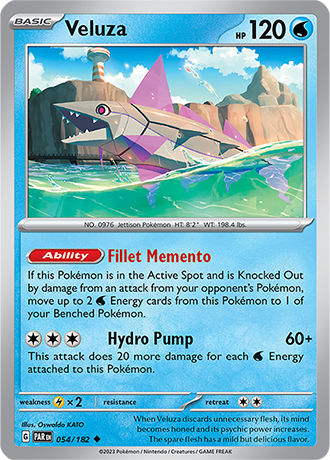 BASIC Veluza HP 120
NO. 0976 Jettison Pokémon HT: 8'2" WT: 198.4 lbs.
Ability Fillet Memento
If this Pokémon is in the Active Spot and is Knocked Out
by damage from an attack from your opponent's Pokémon,
move up to 2 Energy cards from this Pokémon to 1 of
your Benched Pokémon.
Hydro Pump 60+
This attack does 20 more damage for each Energy
attached to this Pokémon.
weakness ×2 resistance retreat
Illus. Oswaldo KATO
G PAR EN 054/182
©2023 Pokémon / Nintendo / Creatures / GAME FREAK
When Veluza discards unnecessary flesh, its mind
becomes honed and its psychic power increases.
The spare flesh has a mild but delicious flavor.